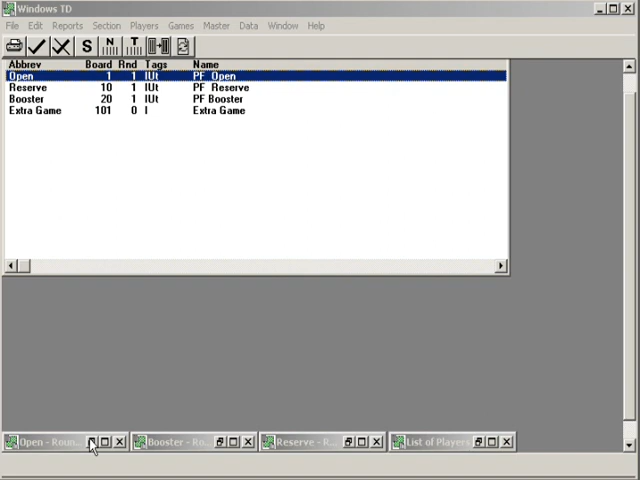 Windows TD
File Edit Reports Section Players Games Master Data Window Help
S N T
Abbrev Board Rnd Tags Name
Open 1 1 IUt PF Open
Reserve 10 1 IUt PF Reserve
Booster 20 1 IUt PF Booster
Extra Game 101 0 I Extra Game
Open - Roun... Booster - Ro... Reserve - R... List of Players